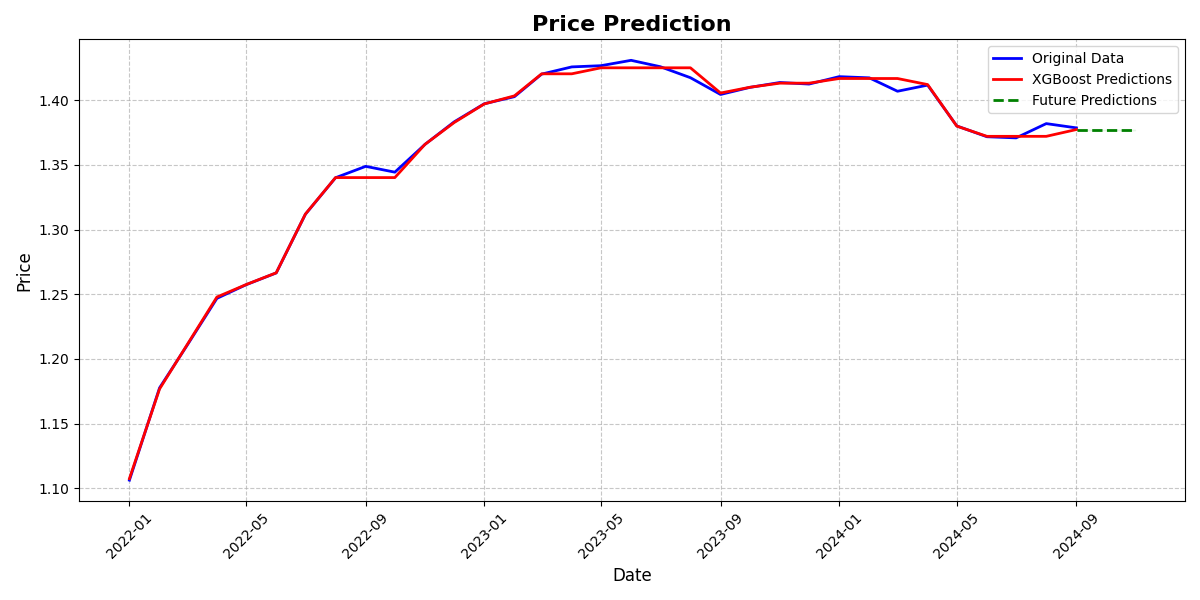 Price Prediction
Original Data
XGBoost Predictions
Future Predictions
Price
1.40
1.35
1.30
1.25
1.20
1.15
1.10
2022-01
2022-05
2022-09
2023-01
2023-05
2023-09
2024-01
2024-05
2024-09
Date